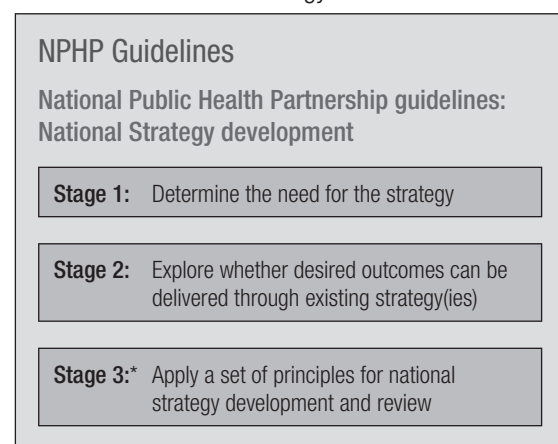 NPHP Guidelines
National Public Health Partnership guidelines:
National Strategy development
Stage 1: Determine the need for the strategy
Stage 2: Explore whether desired outcomes can be
delivered through existing strategy(ies)
Stage 3:* Apply a set of principles for national
strategy development and review